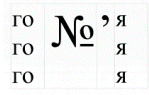 го № ’ я
го я
го я